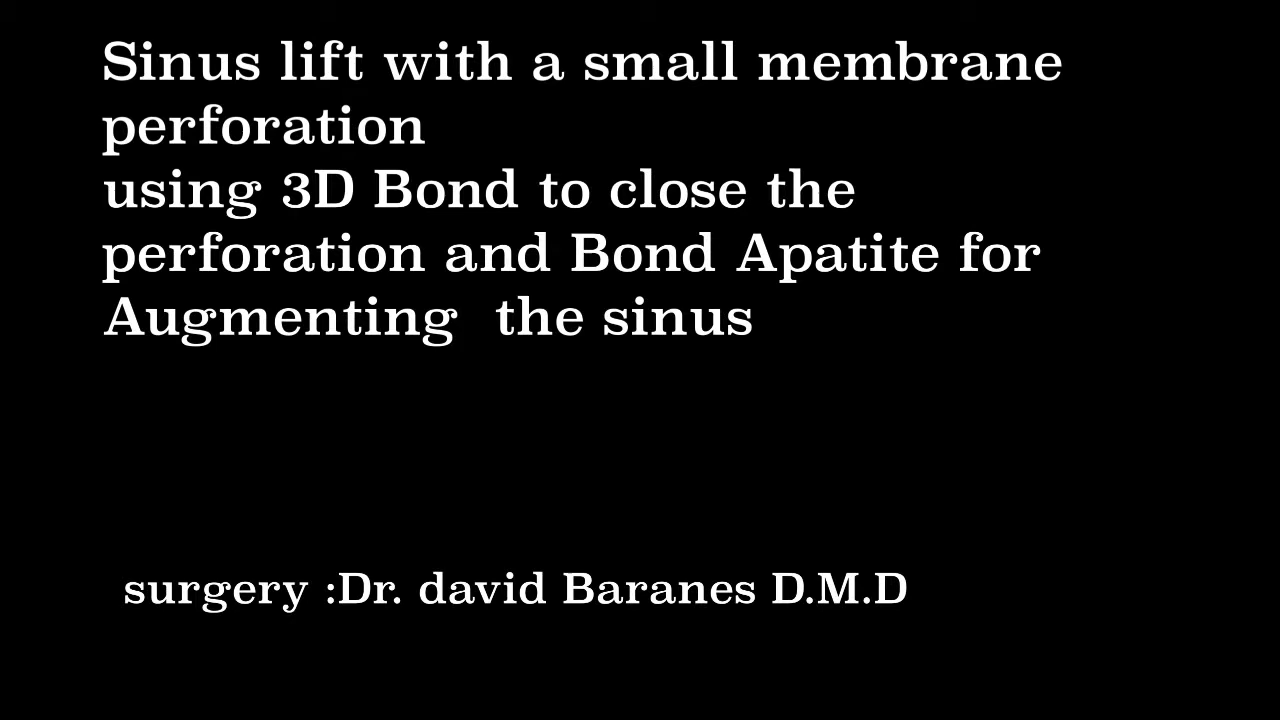 Sinus lift with a small membrane
perforation
using 3D Bond to close the
perforation and Bond Apatite for
Augmenting  the sinus
surgery :Dr. david Baranes D.M.D